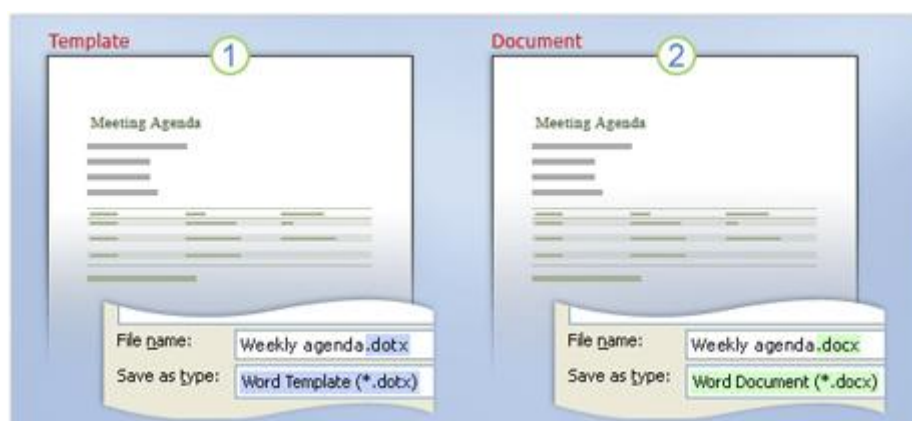 Template
1
Meeting Agenda
File name: Weekly agenda.dotx
Save as type: Word Template (*.dotx)
Document
2
Meeting Agenda
File name: Weekly agenda.docx
Save as type: Word Document (*.docx)